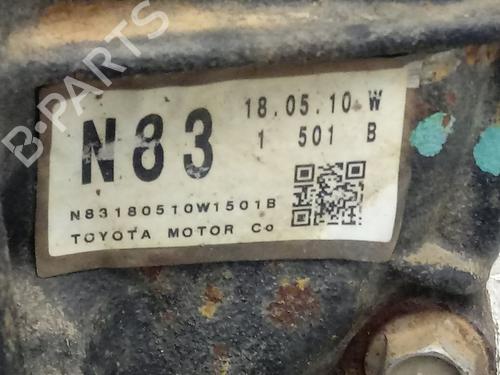 B-PARTS
N83
18.05.10 W
1 501 B
N83180510W1501B
TOYOTA MOTOR Co